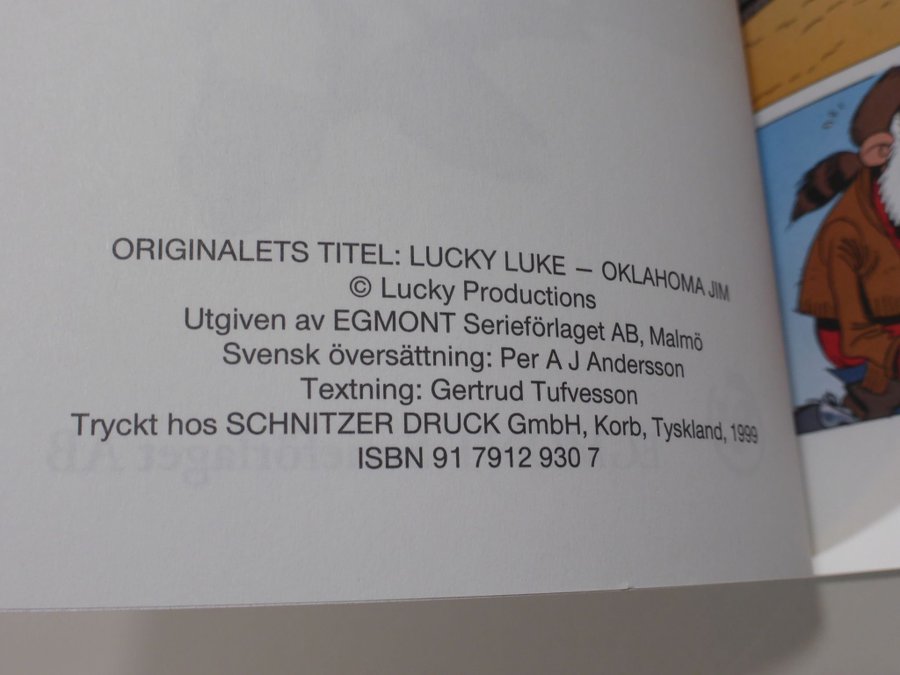 ORIGINALETS TITEL: LUCKY LUKE – OKLAHOMA JIM
© Lucky Productions
Utgiven av EGMONT Serieförlaget AB, Malmö
Svensk översättning: Per A J Andersson
Textning: Gertrud Tufvesson
Tryckt hos SCHNITZER DRUCK GmbH, Korb, Tyskland, 1999
ISBN 91 7912 930 7